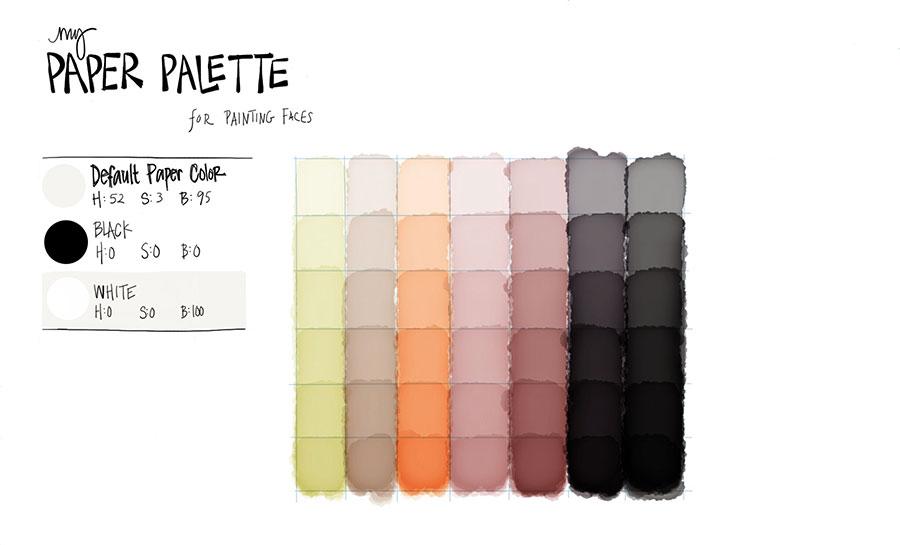 my
PAPER PALETTE
for PAINTING FACES
Default Paper Color
H:52 S:3 B:95
BLACK
H:0 S:0 B:0
WHITE
H:0 S:0 B:100